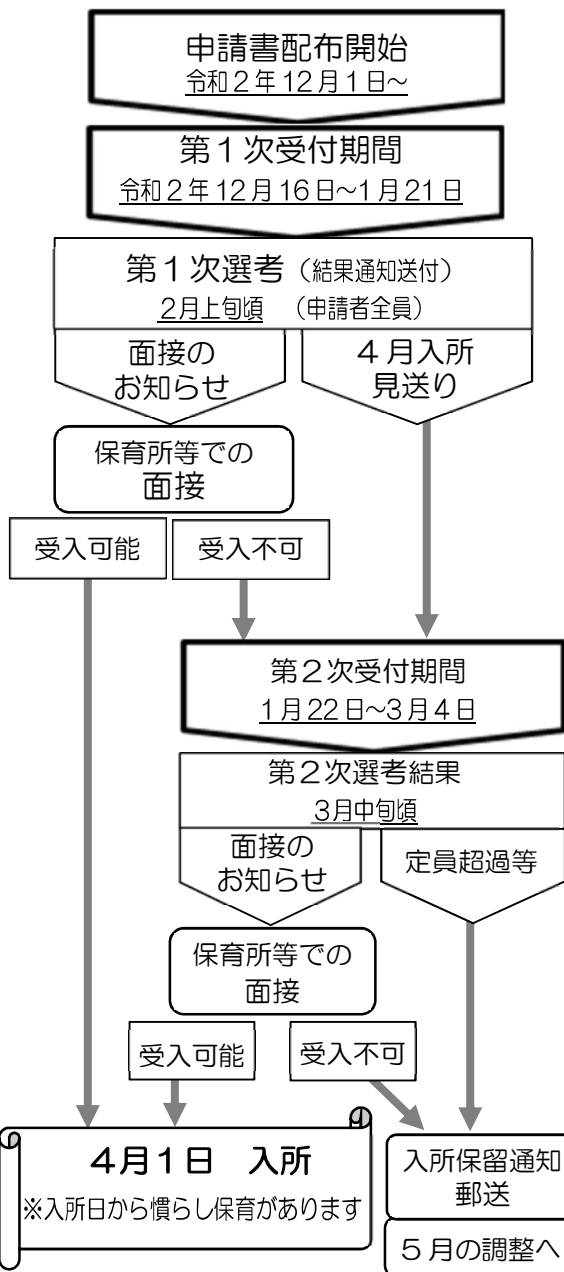 申請書配布開始
令和２年12月1日～
第１次受付期間
令和２年12月16日～1月21日
第１次選考（結果通知送付）
2月上旬頃　（申請者全員）
面接の
お知らせ
４月入所
見送り
保育所等での
面接
受入可能
受入不可
第２次受付期間
1月22日～3月4日
第２次選考結果
3月中旬頃
面接の
お知らせ
定員超過等
保育所等での
面接
受入可能
受入不可
４月１日　入所
※入所日から慣らし保育があります
入所保留通知
郵送
５月の調整へ